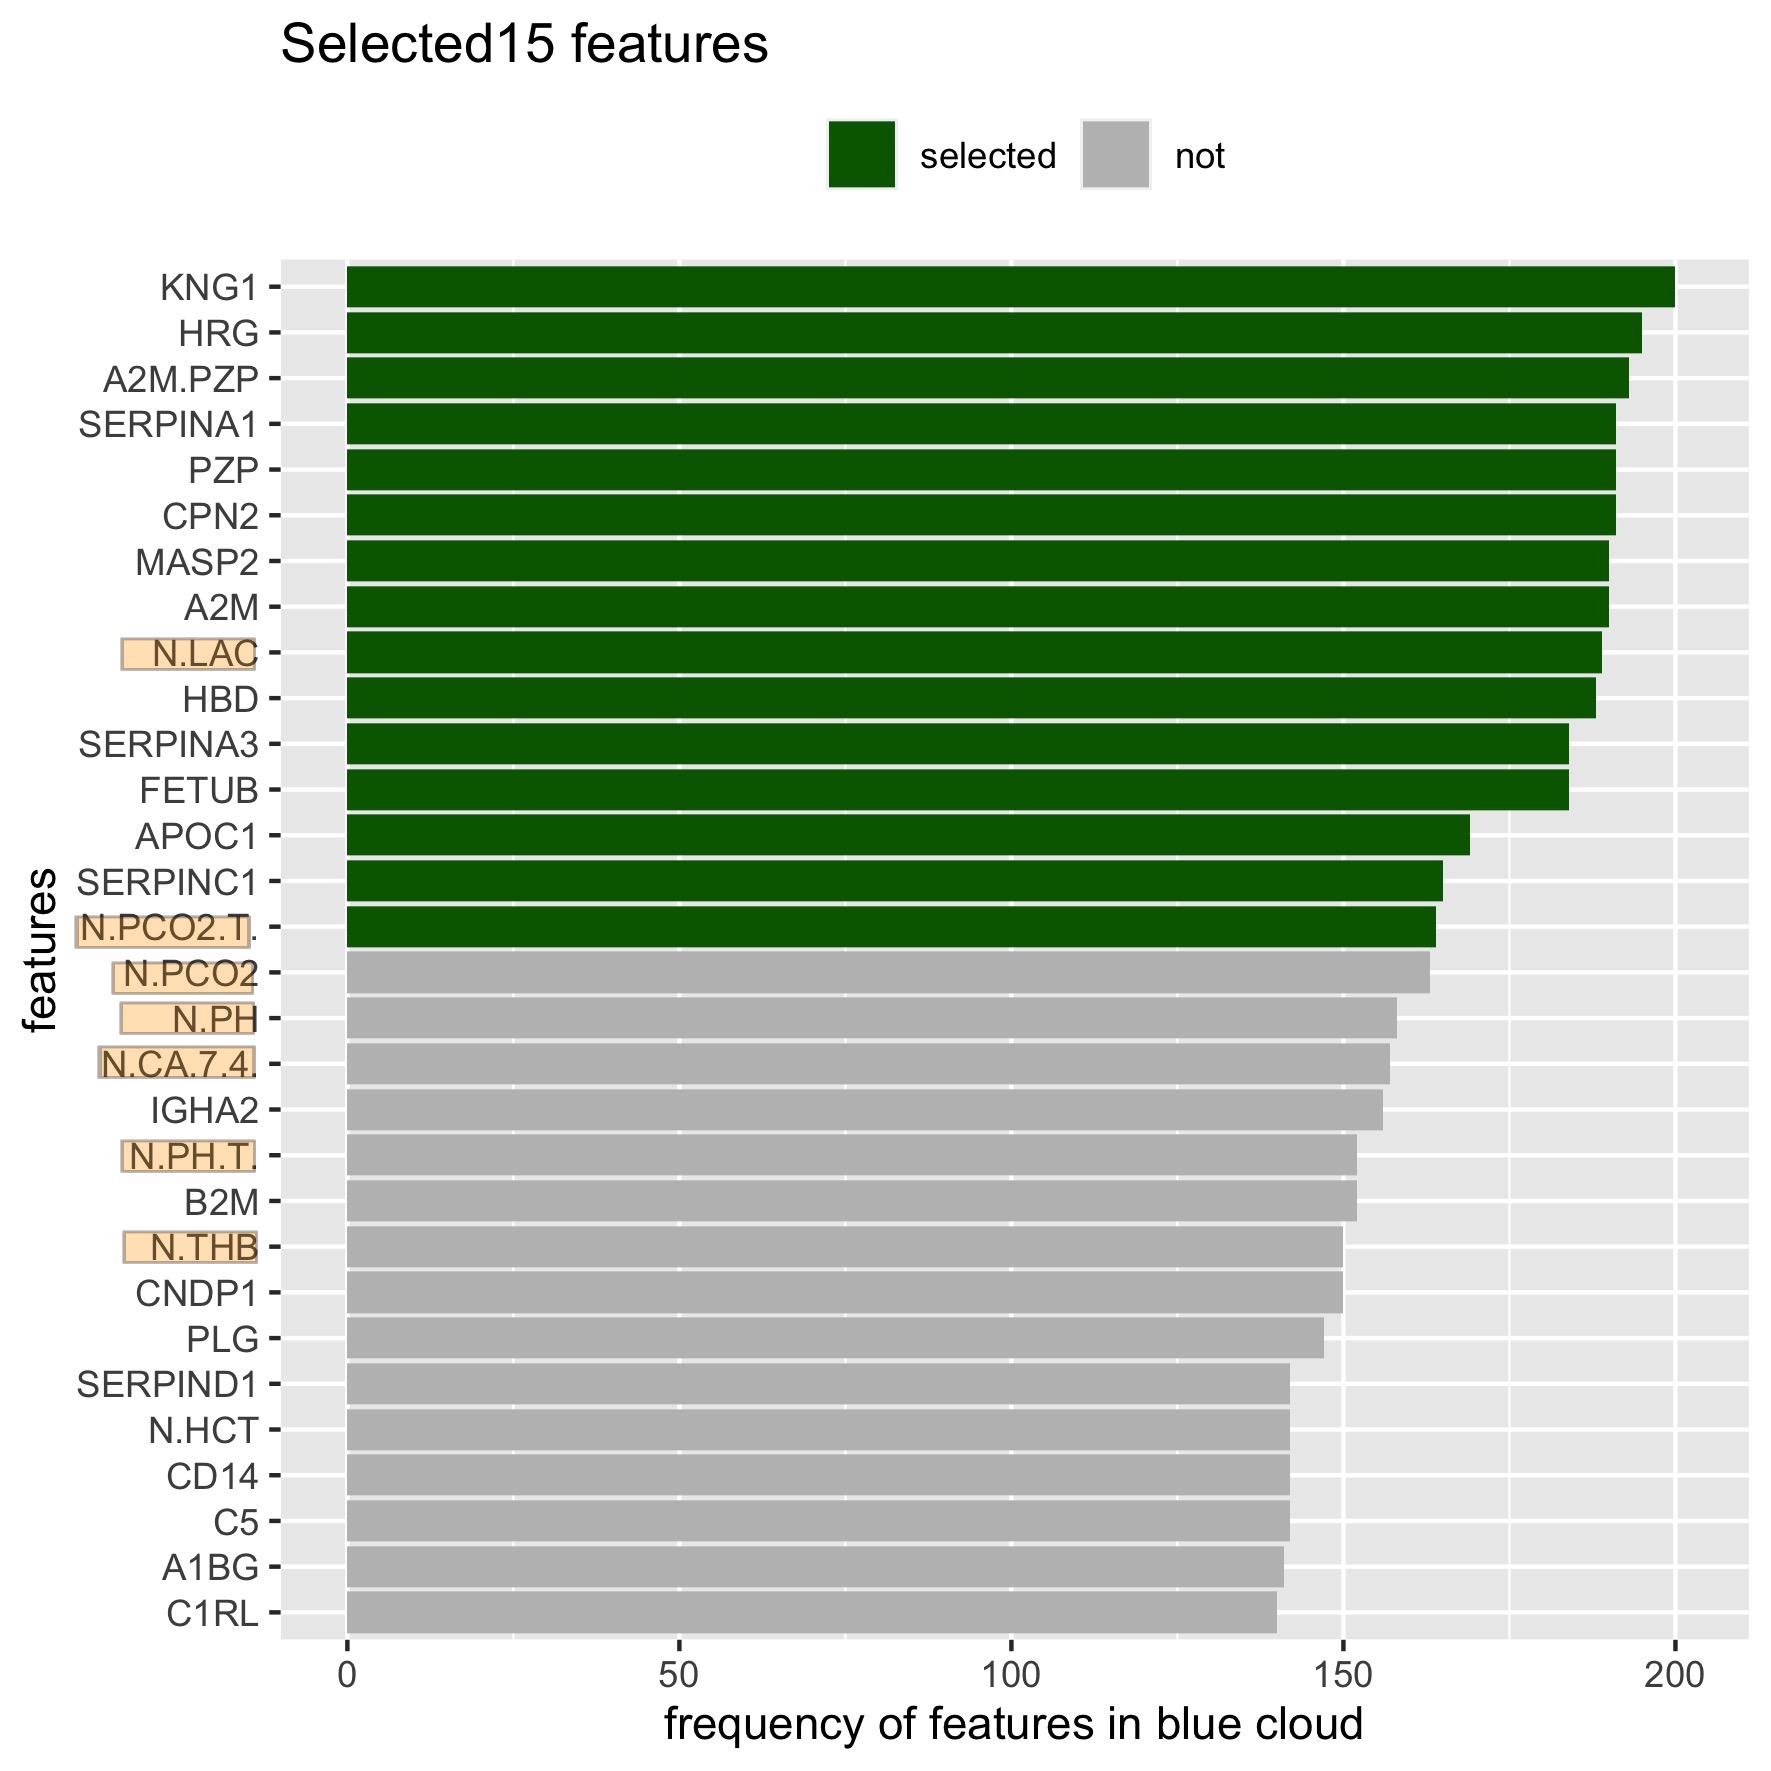 Selected15 features
selected not
KNG1
HRG
A2M.PZP
SERPINA1
PZP
CPN2
MASP2
A2M
N.LAC
HBD
SERPINA3
FETUB
APOC1
SERPINC1
N.PCO2.T.
N.PCO2
N.PH
N.CA.7.4.
IGHA2
N.PH.T.
B2M
N.THB
CNDP1
PLG
SERPIND1
N.HCT
CD14
C5
A1BG
C1RL
features
0 50 100 150 200
frequency of features in blue cloud